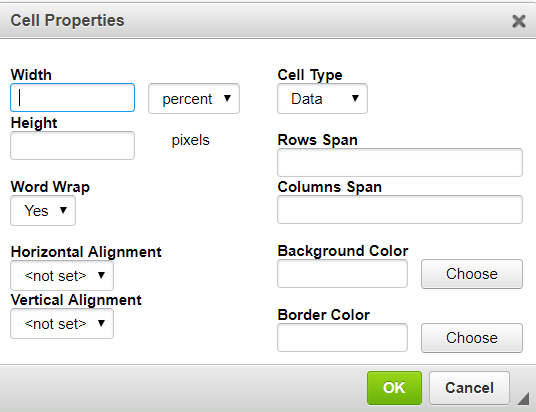 Cell Properties
Width
percent
Height
pixels
Word Wrap
Yes
Horizontal Alignment
<not set>
Vertical Alignment
<not set>
Cell Type
Data
Rows Span
Columns Span
Background Color
Choose
Border Color
Choose
OK Cancel